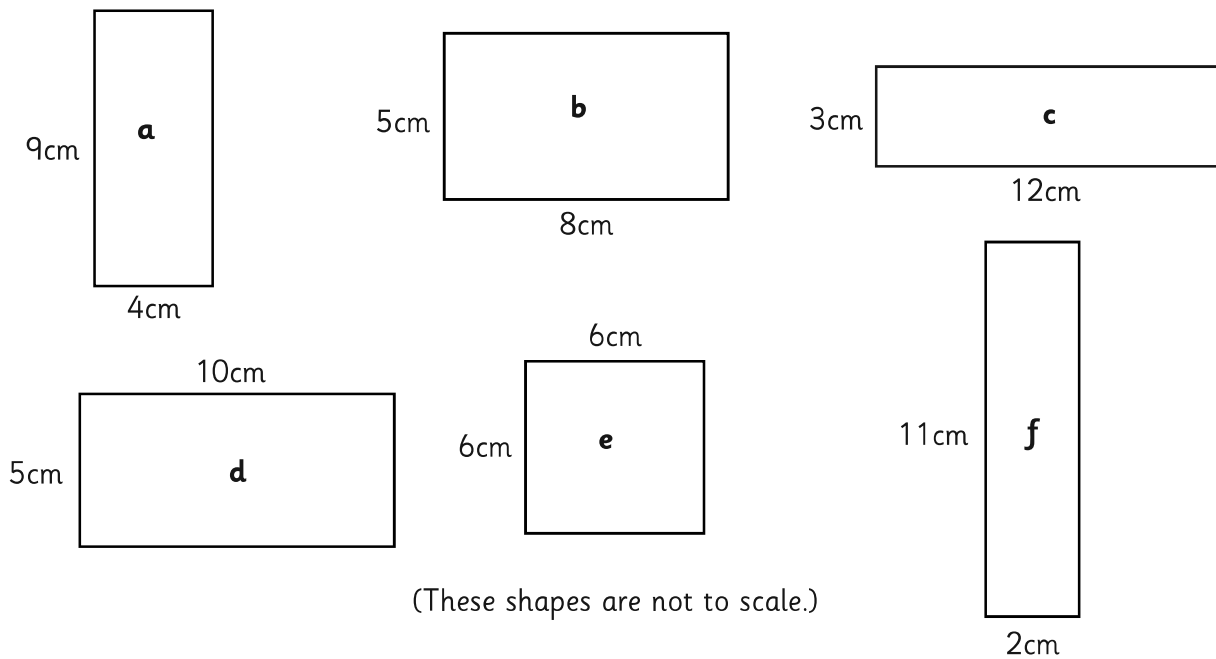 a
9cm
4cm
b
5cm
8cm
c
3cm
12cm
10cm
d
5cm
6cm
6cm
e
11cm
f
2cm
(These shapes are not to scale.)